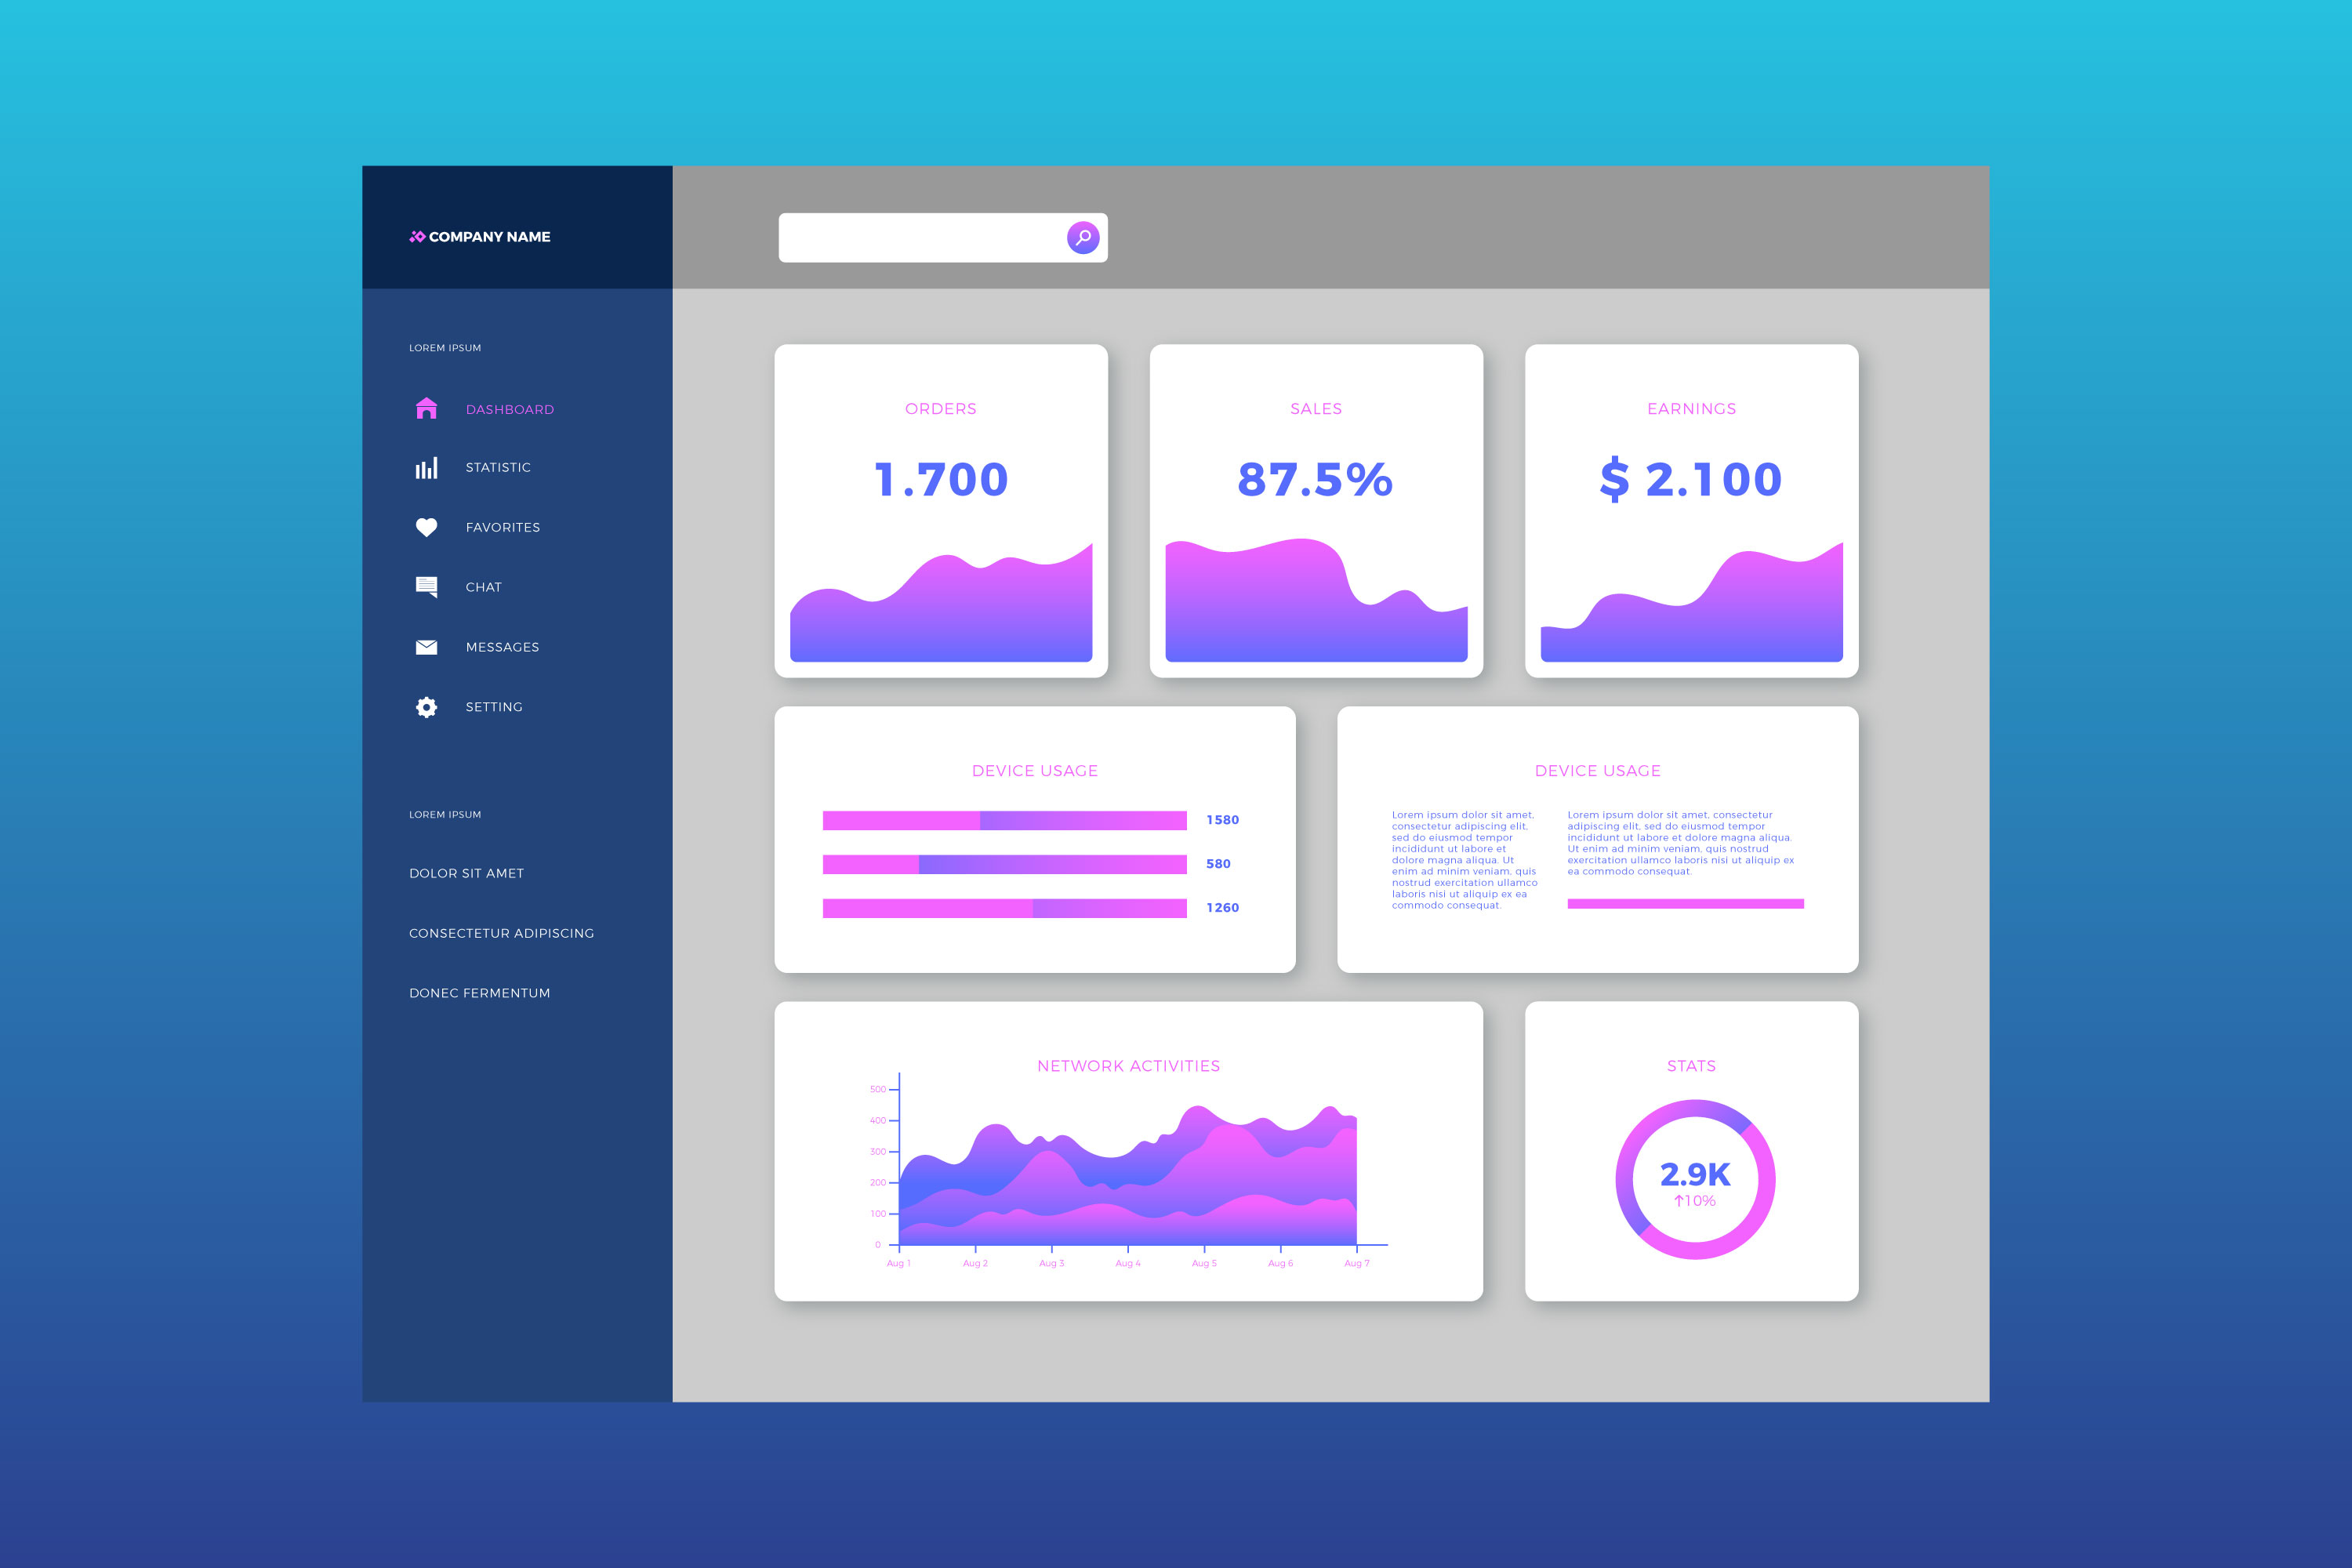 COMPANY NAME
LOREM IPSUM
DASHBOARD
STATISTIC
FAVORITES
CHAT
MESSAGES
SETTING
LOREM IPSUM
DOLOR SIT AMET
CONSECTETUR ADIPISCING
DONEC FERMENTUM
ORDERS
1.700
SALES
87.5%
EARNINGS
$ 2.100
DEVICE USAGE
1580
580
1260
DEVICE USAGE
Lorem ipsum dolor sit amet,
consectetur adipiscing elit,
sed do eiusmod tempor
incididunt ut labore et
dolore magna aliqua. Ut
enim ad minim veniam, quis
nostrud exercitation ullamco
laboris nisi ut aliquip ex ea
commodo consequat.
Lorem ipsum dolor sit amet, consectetur
adipiscing elit, sed do eiusmod tempor
incididunt ut labore et dolore magna aliqua.
Ut enim ad minim veniam, quis nostrud
exercitation ullamco laboris nisi ut aliquip ex
ea commodo consequat.
NETWORK ACTIVITIES
500
400
300
200
100
0
Aug 1 Aug 2 Aug 3 Aug 4 Aug 5 Aug 6 Aug 7
STATS
2.9K
↑10%